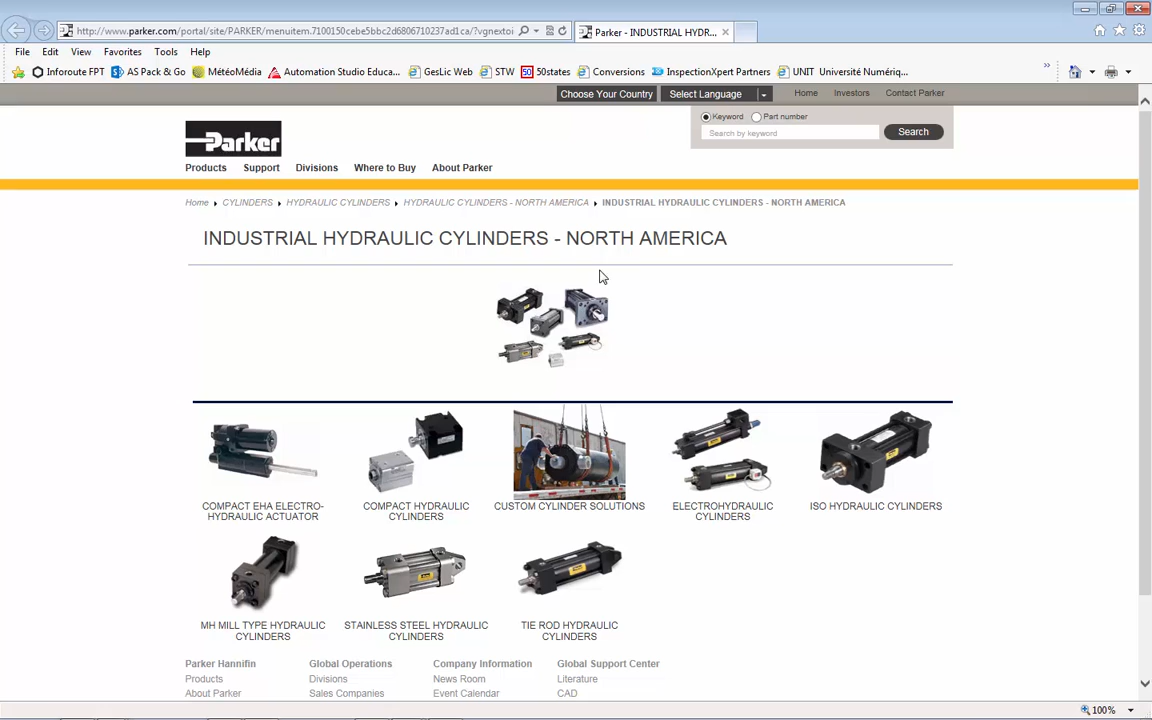 http://www.parker.com/portal/site/PARKER/menuitem.7100150cebe5bbc2d6806710237ad1ca/?vgnextoi
Parker - INDUSTRIAL HYDR...
File Edit View Favorites Tools Help
Inforoute FPT AS Pack & Go MétéoMédia Automation Studio Educa... GesLic Web STW 50states Conversions InspectionXpert Partners UNIT Université Numériq...
Choose Your Country Select Language Home Investors Contact Parker
Keyword Part number
Search by keyword Search
Parker
Products Support Divisions Where to Buy About Parker
Home CYLINDERS HYDRAULIC CYLINDERS HYDRAULIC CYLINDERS - NORTH AMERICA INDUSTRIAL HYDRAULIC CYLINDERS - NORTH AMERICA
INDUSTRIAL HYDRAULIC CYLINDERS - NORTH AMERICA
COMPACT EHA ELECTRO-
HYDRAULIC ACTUATOR
COMPACT HYDRAULIC
CYLINDERS
CUSTOM CYLINDER SOLUTIONS
ELECTROHYDRAULIC
CYLINDERS
ISO HYDRAULIC CYLINDERS
MH MILL TYPE HYDRAULIC
CYLINDERS
STAINLESS STEEL HYDRAULIC
CYLINDERS
TIE ROD HYDRAULIC
CYLINDERS
Parker Hannifin Global Operations Company Information Global Support Center
Products Divisions News Room Literature
About Parker Sales Companies Event Calendar CAD
100%